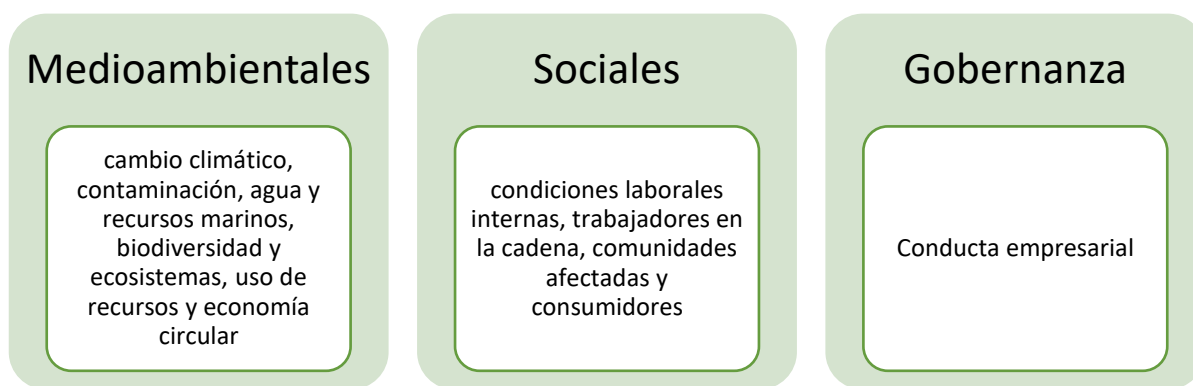 Medioambientales
cambio climático,
contaminación, agua y
recursos marinos,
biodiversidad y
ecosistemas, uso de
recursos y economía
circular
Sociales
condiciones laborales
internas, trabajadores en
la cadena, comunidades
afectadas y
consumidores
Gobernanza
Conducta empresarial